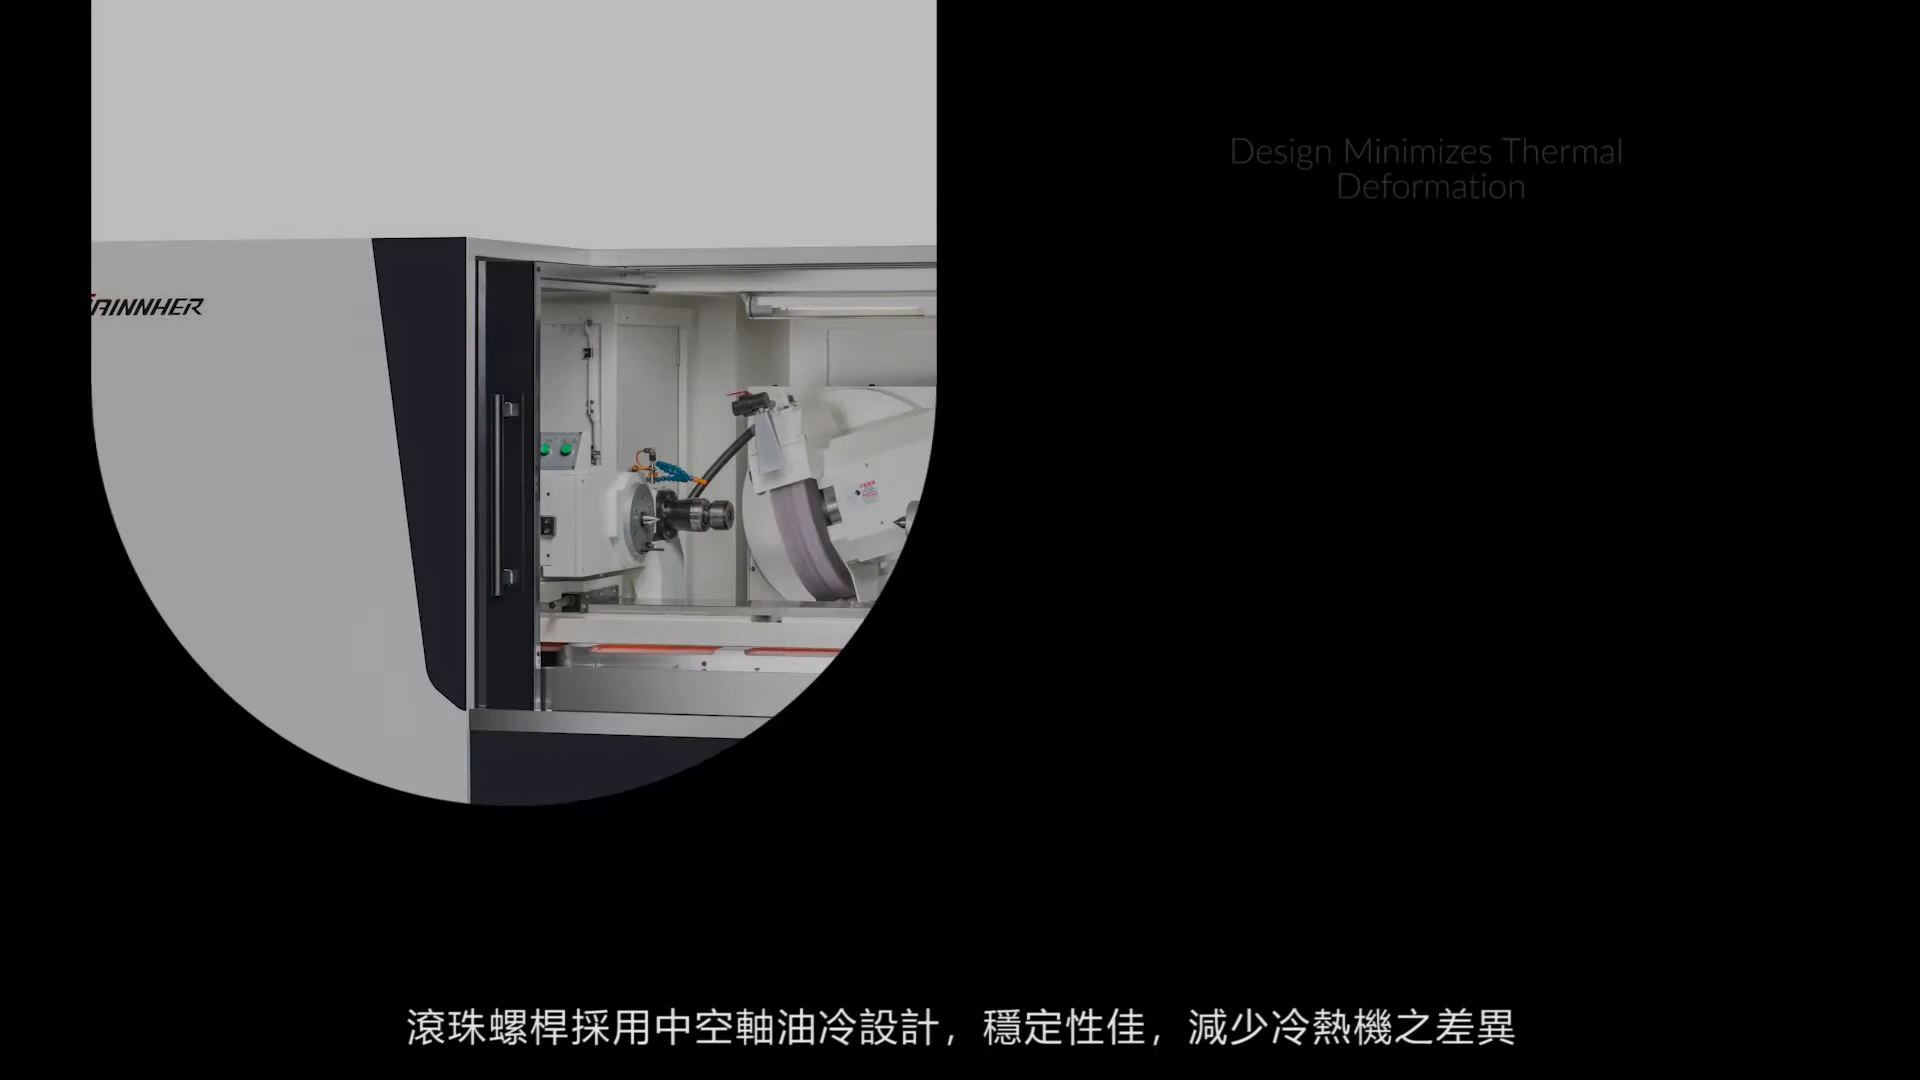 Design Minimizes Thermal
Deformation
PAINNHER
滾珠螺桿採用中空軸油冷設計，穩定性佳，減少冷熱機之差異